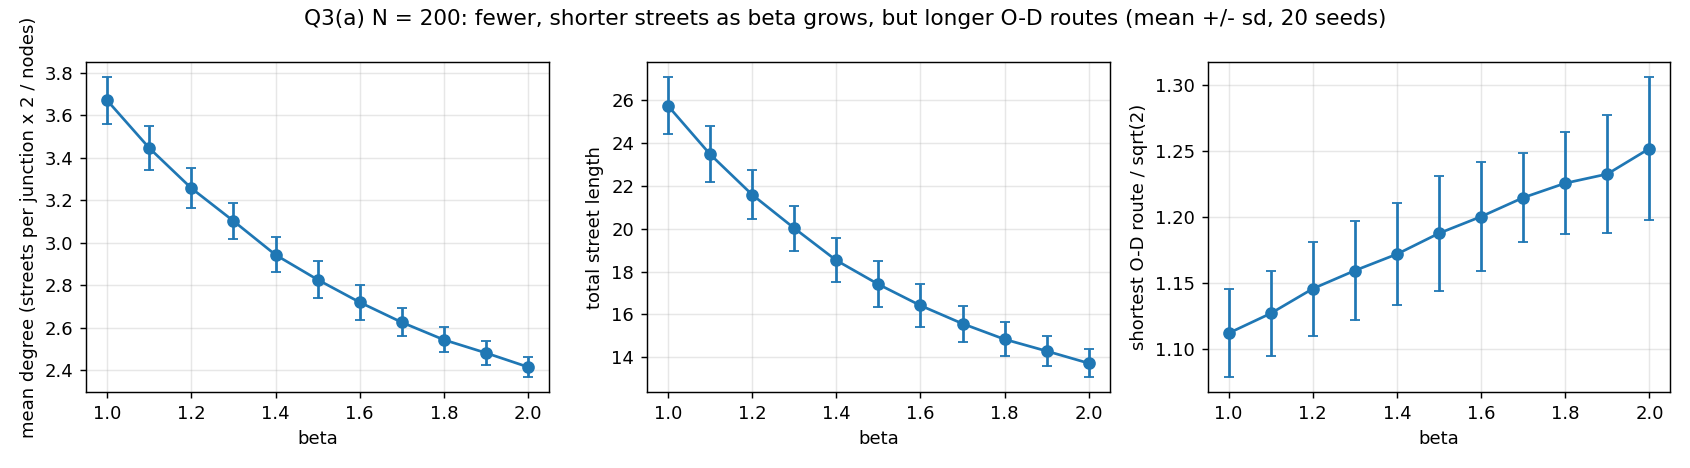 Q3(a) N = 200: fewer, shorter streets as beta grows, but longer O-D routes (mean +/- sd, 20 seeds)
mean degree (streets per junction x 2 / nodes)
3.8
3.6
3.4
3.2
3.0
2.8
2.6
2.4
1.0 1.2 1.4 1.6 1.8 2.0
beta
total street length
26
24
22
20
18
16
14
1.0 1.2 1.4 1.6 1.8 2.0
beta
shortest O-D route / sqrt(2)
1.30
1.25
1.20
1.15
1.10
1.0 1.2 1.4 1.6 1.8 2.0
beta